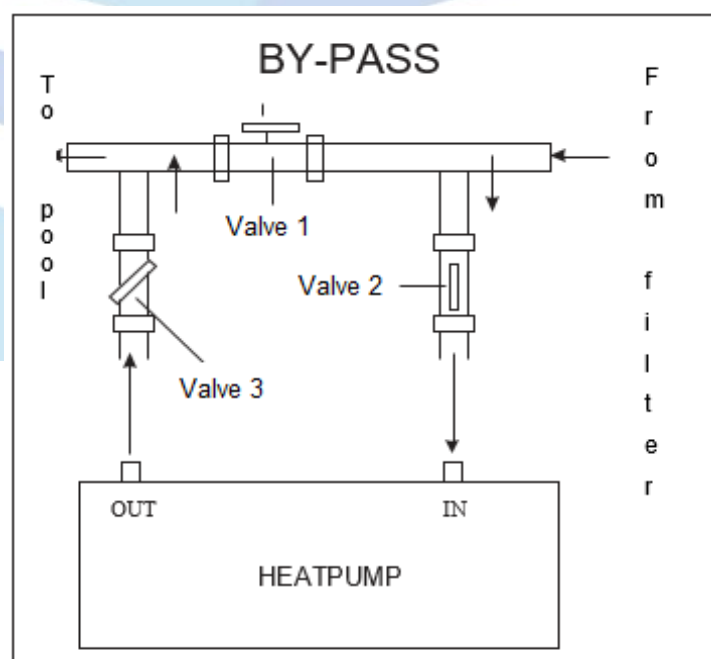 BY-PASS
To pool
From filter
Valve 1
Valve 2
Valve 3
OUT
IN
HEATPUMP